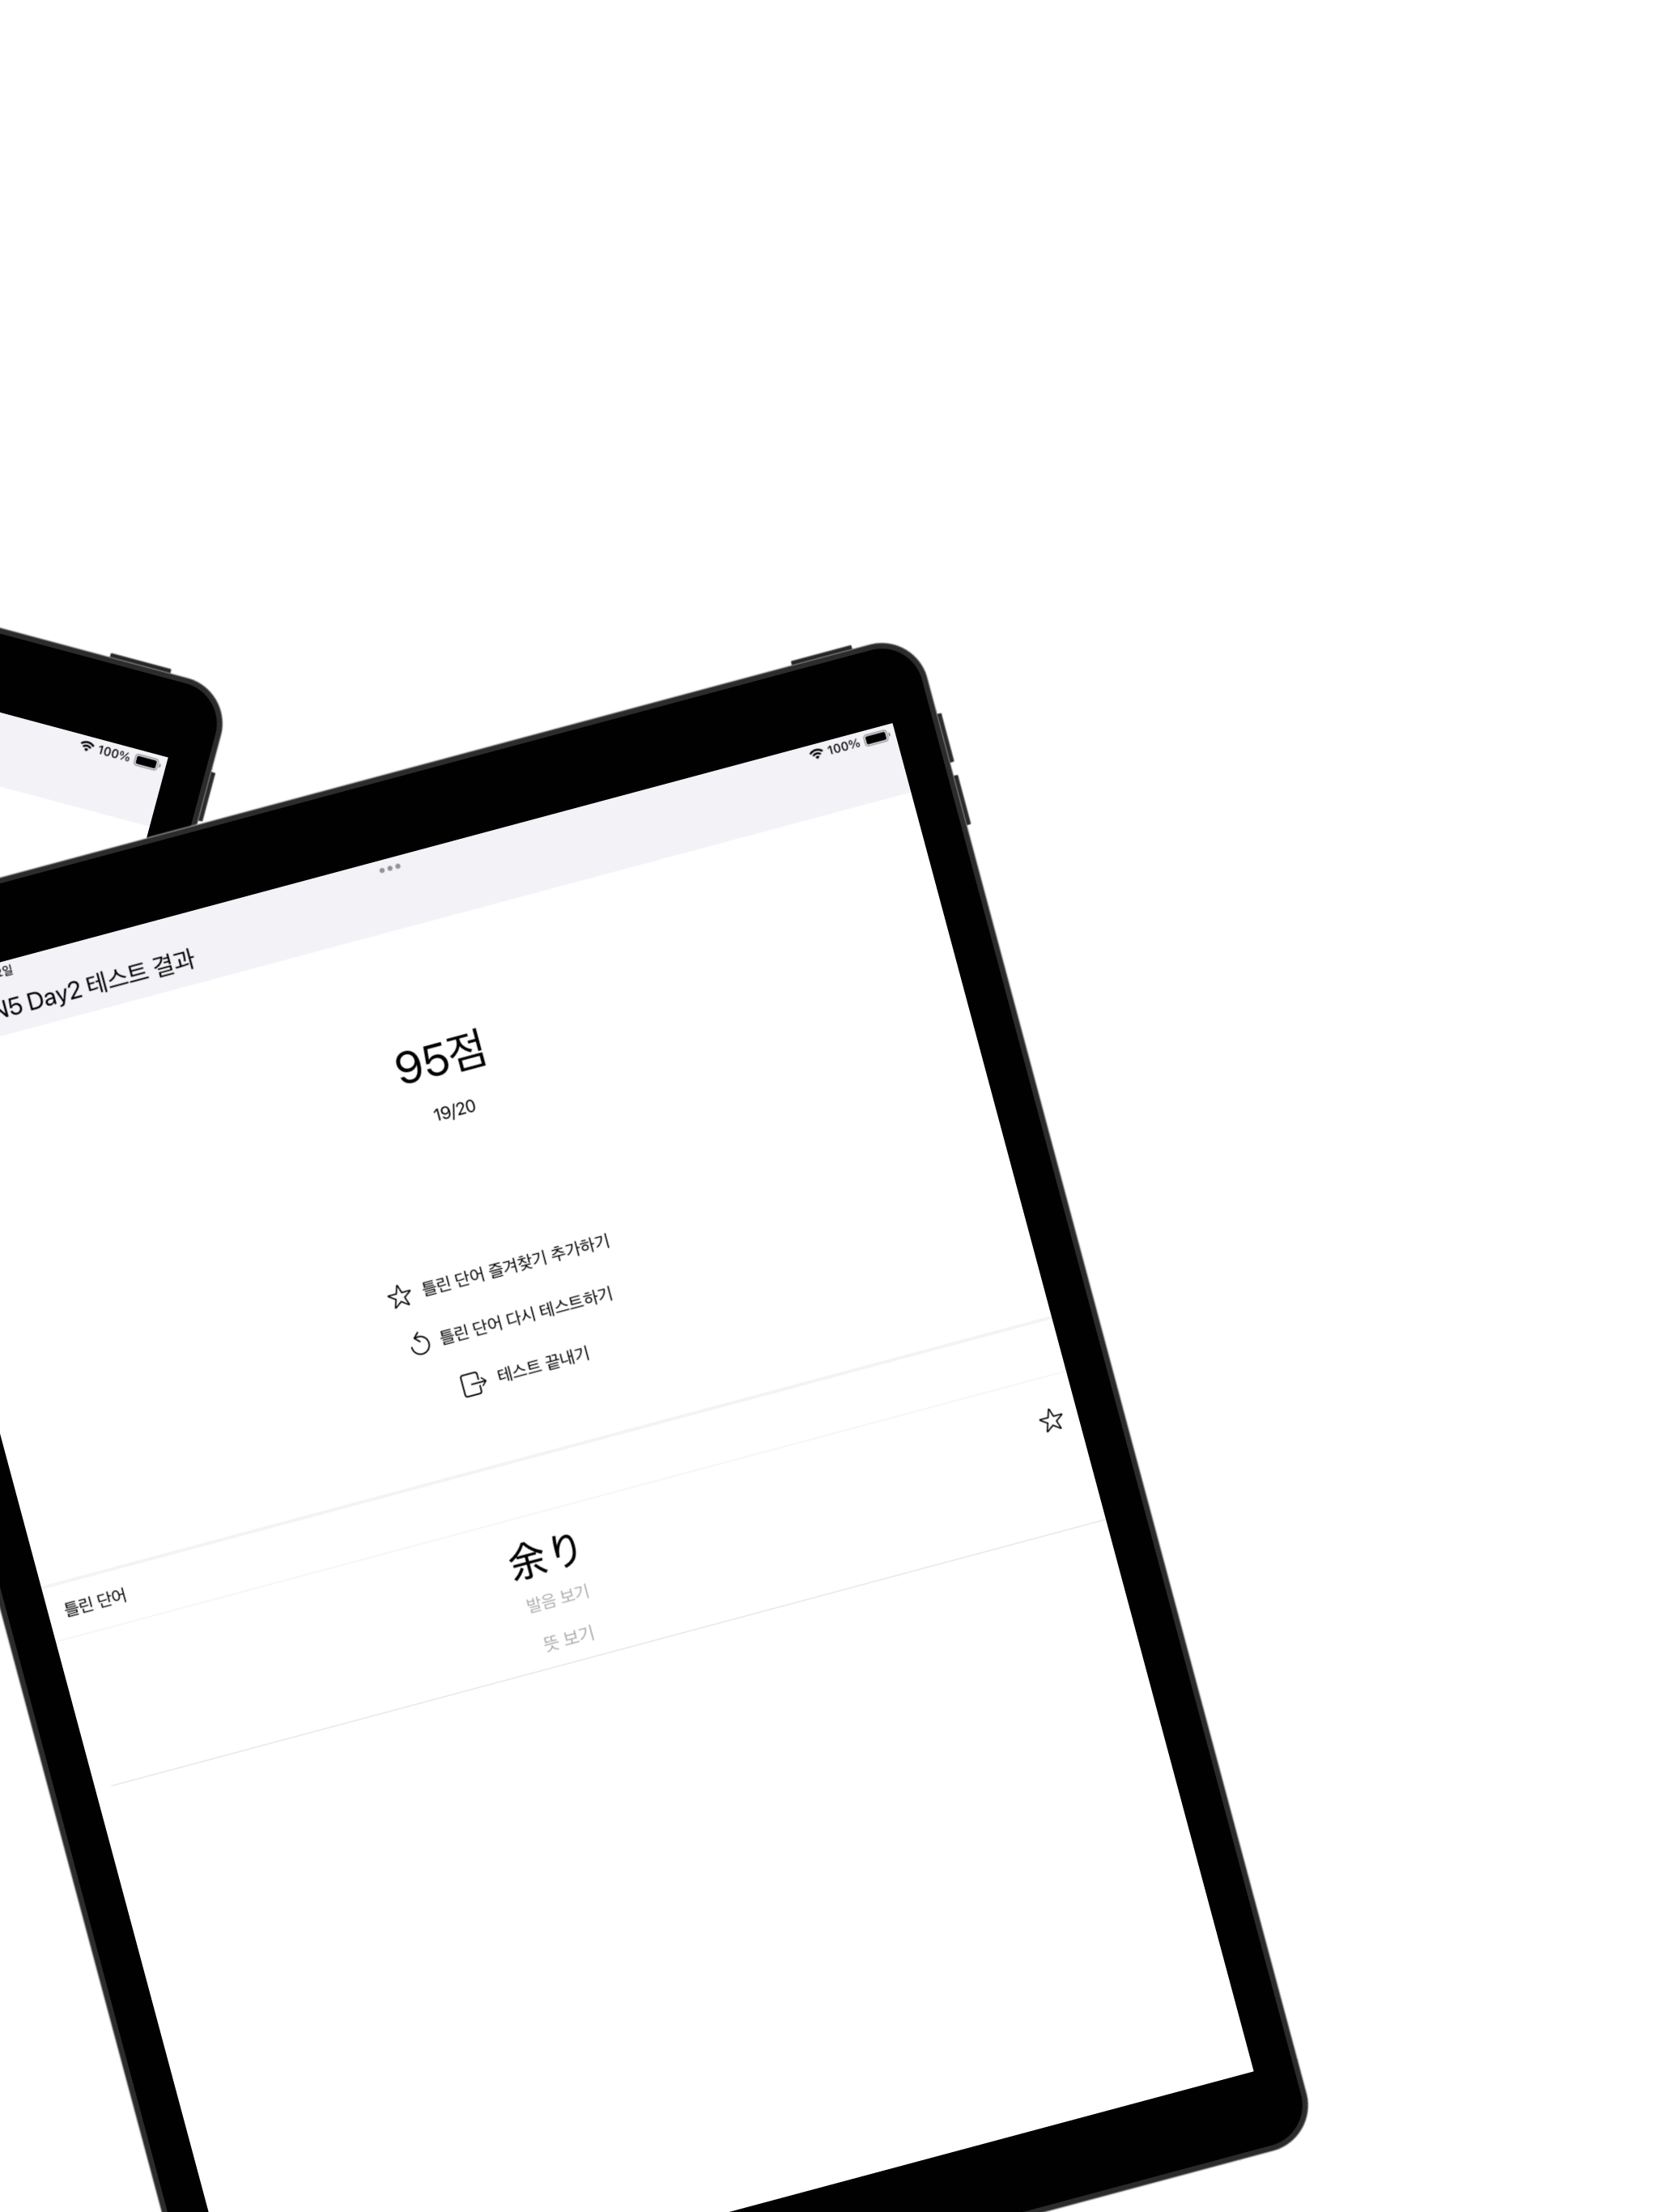 100%
100%
N5 Day2 테스트 결과
95점
19/20
틀린 단어 즐겨찾기 추가하기
틀린 단어 다시 테스트하기
테스트 끝내기
틀린 단어
余り
발음 보기
뜻 보기